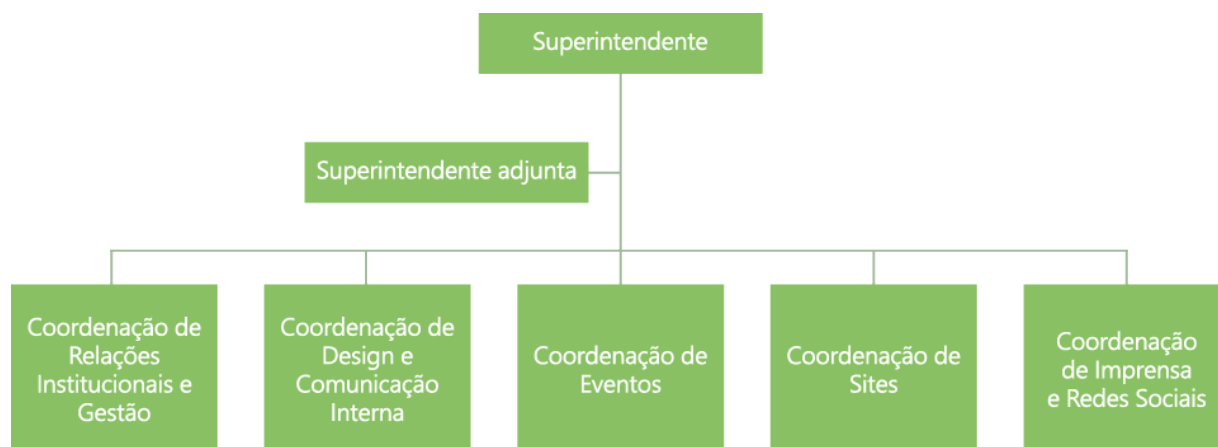 Superintendente
Superintendente adjunta
Coordenação de
Relações
Institucionais e
Gestão
Coordenação de
Design e
Comunicação
Interna
Coordenação de
Eventos
Coordenação de
Sites
Coordenação
de Imprensa
e Redes Sociais